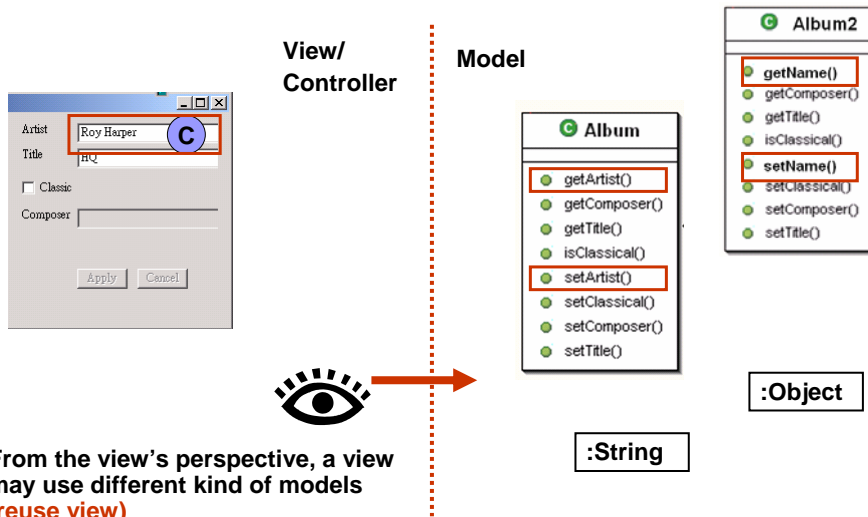 View/
Controller
Model
Artist
Roy Harper
C
Title
HQ
Classic
Composer
Apply
Cancel
C Album
getArtist()
getComposer()
getTitle()
isClassical()
setArtist()
setClassical()
setComposer()
setTitle()
C Album2
getName()
getComposer()
getTitle()
isClassical()
setName()
setClassical()
setComposer()
setTitle()
:Object
:String
From the view's perspective, a view
may use different kind of models
reuse view)